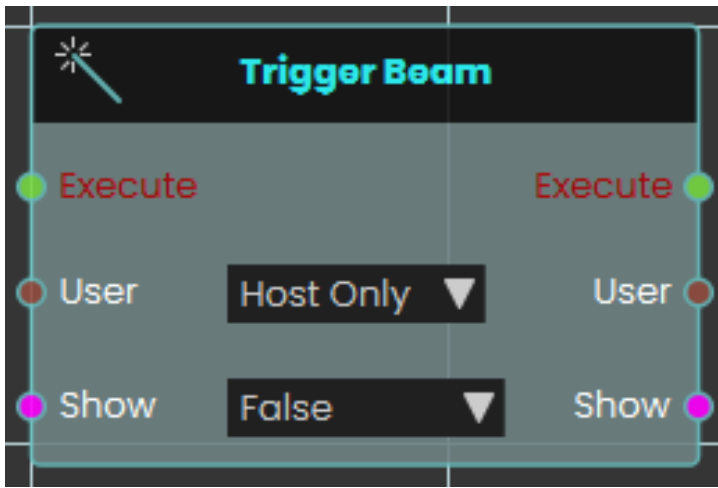 Trigger Beam
Execute Execute
User Host Only User
Show False Show